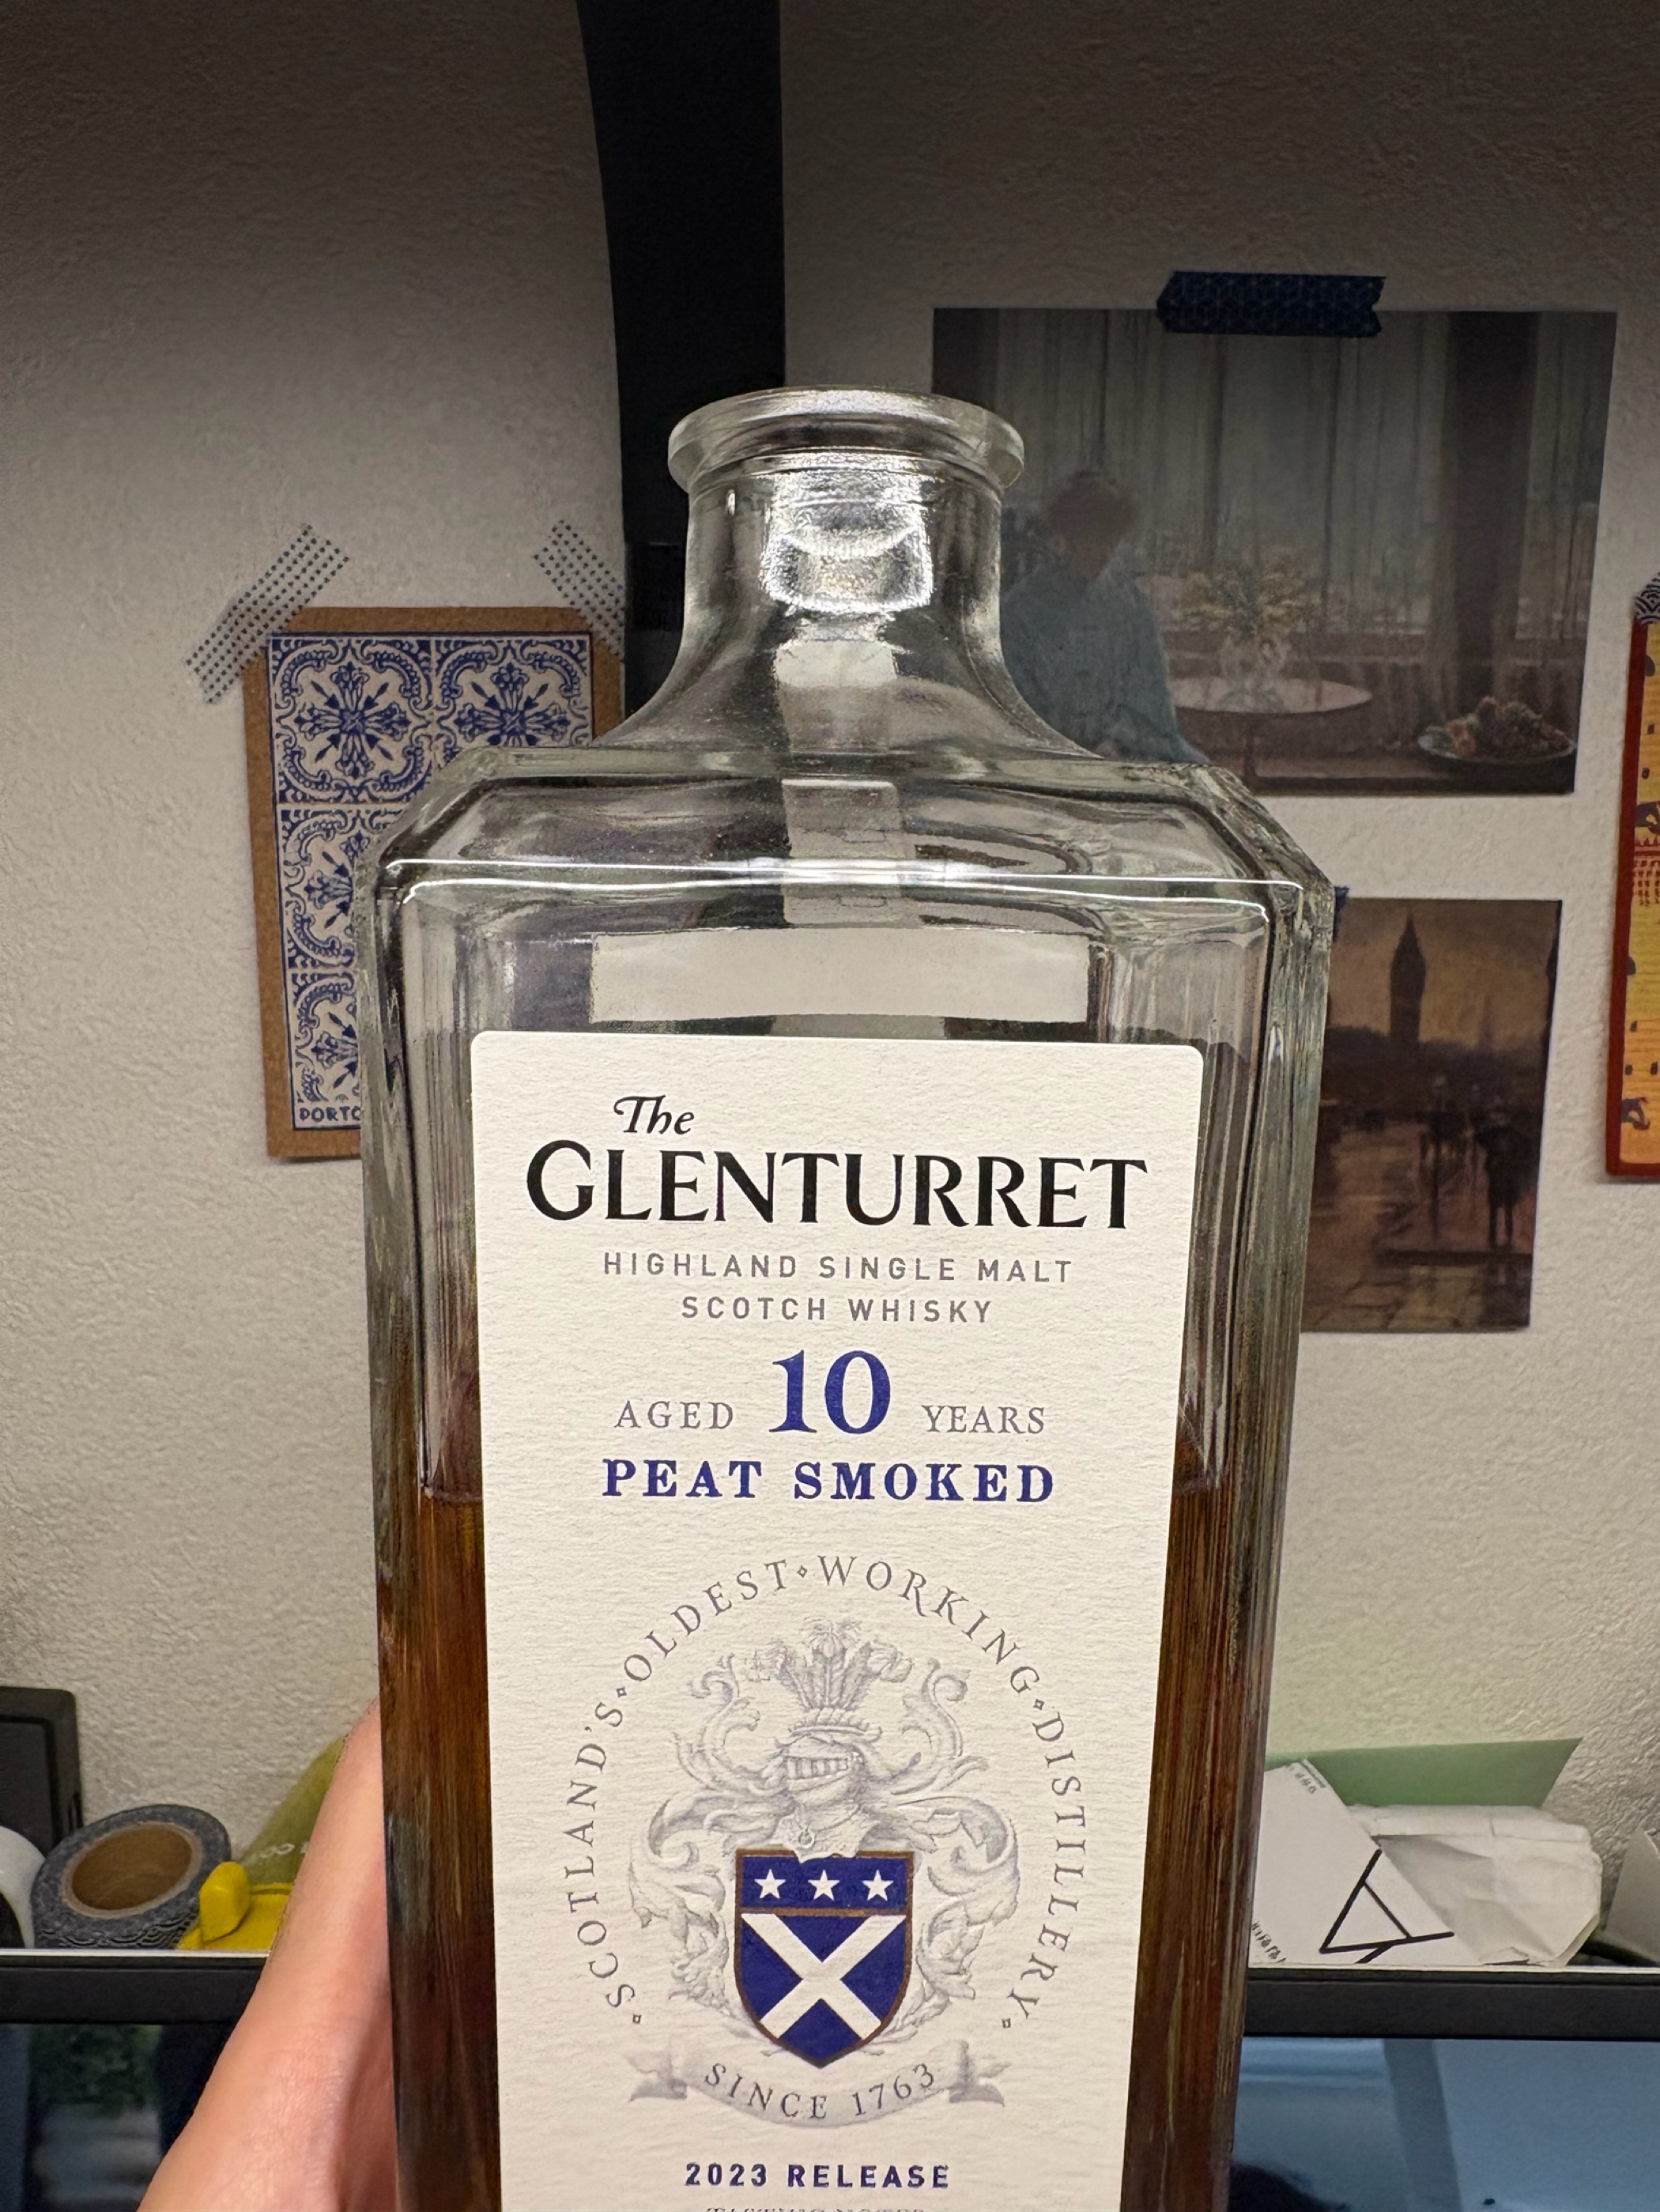 The
GLENTURRET
HIGHLAND SINGLE MALT
SCOTCH WHISKY
AGED 10 YEARS
PEAT SMOKED
SCOTLAND'S·OLDEST·WORKING·DISTILLERY
SINCE 1763
2023 RELEASE